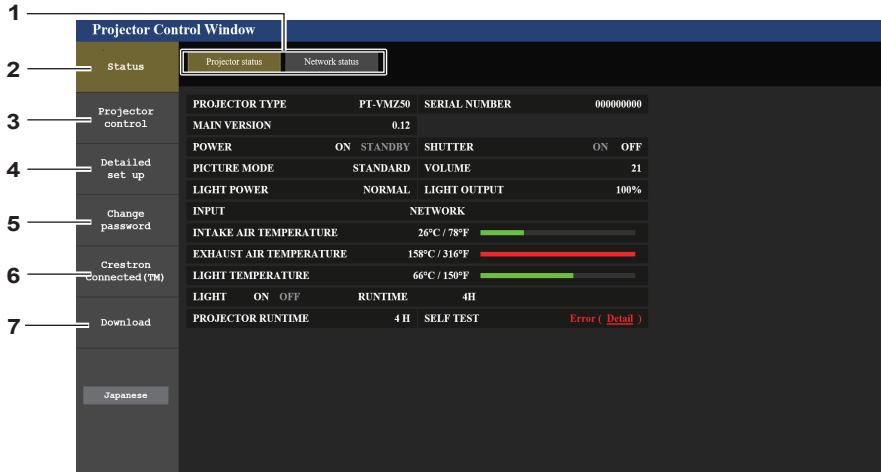 1
Projector Control Window
2
Status
Projector status Network status
3
Projector
control
4
Detailed
set up
5
Change
password
6
Crestron
Connected(TM)
7
Download
Japanese
PROJECTOR TYPE PT-VMZ50 SERIAL NUMBER 000000000
MAIN VERSION 0.12
POWER ON STANDBY SHUTTER ON OFF
PICTURE MODE STANDARD VOLUME 21
LIGHT POWER NORMAL LIGHT OUTPUT 100%
INPUT NETWORK
INTAKE AIR TEMPERATURE 26°C / 78°F
EXHAUST AIR TEMPERATURE 158°C / 316°F
LIGHT TEMPERATURE 66°C / 150°F
LIGHT ON OFF RUNTIME 4H
PROJECTOR RUNTIME 4 H SELF TEST Error ( Detail )